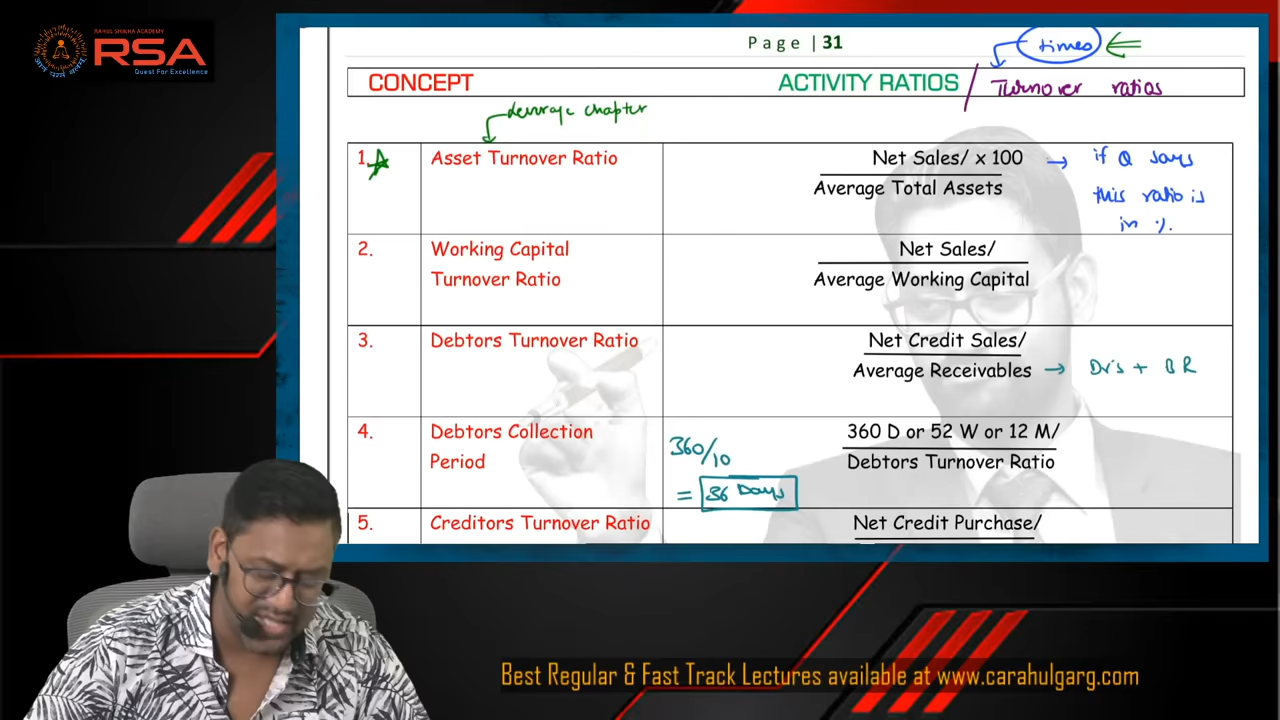 RAHUL SHIKHA ACADEMY
RSA
Quest For Excellence
Page | 31
times
CONCEPT
ACTIVITY RATIOS / Turnover ratios
leverage chapter
1. Asset Turnover Ratio
Net Sales/ x 100
Average Total Assets
→ if Q says
this ratio is
in %.
2. Working Capital
Turnover Ratio
Net Sales/
Average Working Capital
3. Debtors Turnover Ratio
Net Credit Sales/
Average Receivables → Drs + BR
4. Debtors Collection
Period
360/10
= 36 Days
360 D or 52 W or 12 M/
Debtors Turnover Ratio
5. Creditors Turnover Ratio
Net Credit Purchase/
Best Regular & Fast Track Lectures available at www.carahulgarg.com